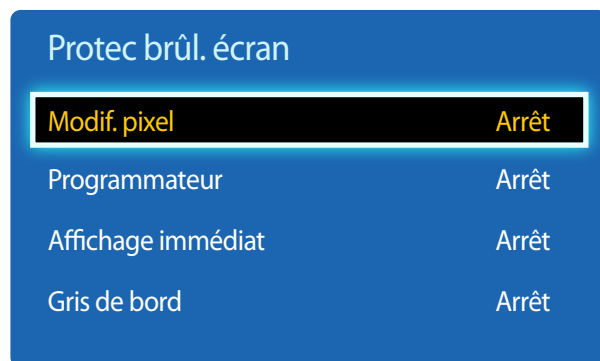 Protec brûl. écran
Modif. pixel Arrêt
Programmateur Arrêt
Affichage immédiat Arrêt
Gris de bord Arrêt